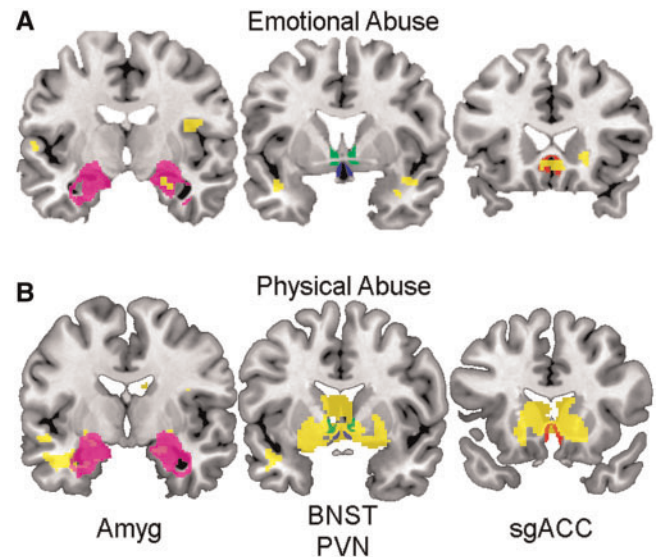 A
Emotional Abuse
B
Physical Abuse
Amyg
BNST
PVN
sgACC